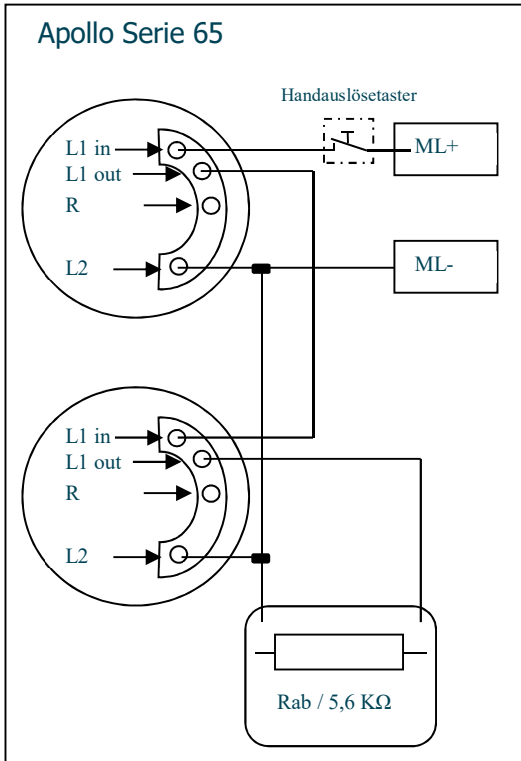 Apollo Serie 65
Handauslösetaster
L1 in
ML+
L1 out
R
L2
ML-
L1 in
L1 out
R
L2
Rab / 5,6 KΩ